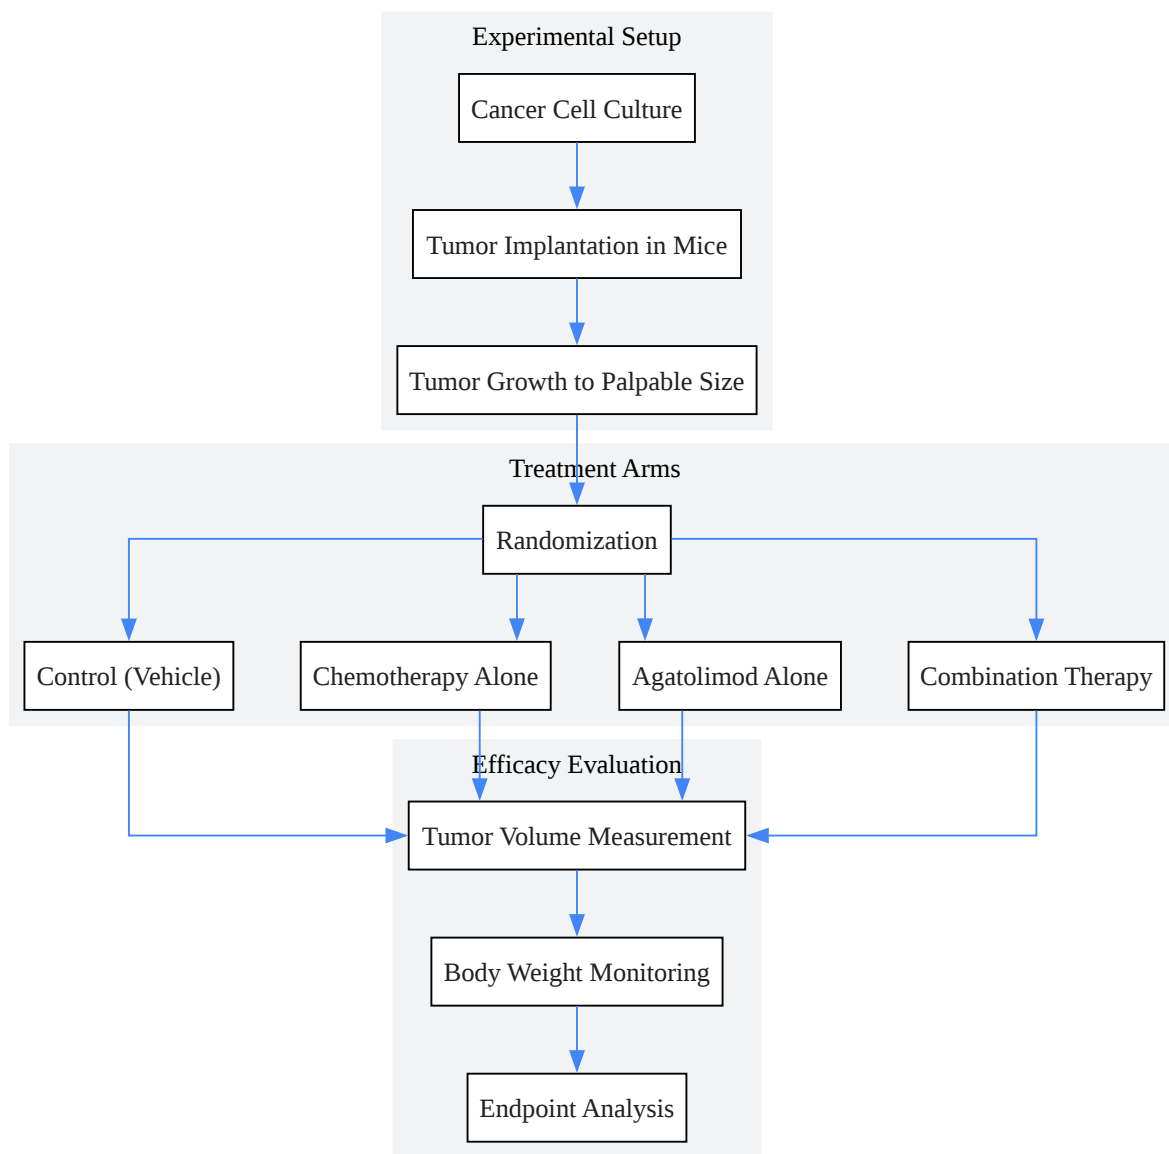 Experimental Setup
Cancer Cell Culture
Tumor Implantation in Mice
Tumor Growth to Palpable Size
Treatment Arms
Randomization
Control (Vehicle)
Chemotherapy Alone
Agatolimod Alone
Combination Therapy
Efficacy Evaluation
Tumor Volume Measurement
Body Weight Monitoring
Endpoint Analysis